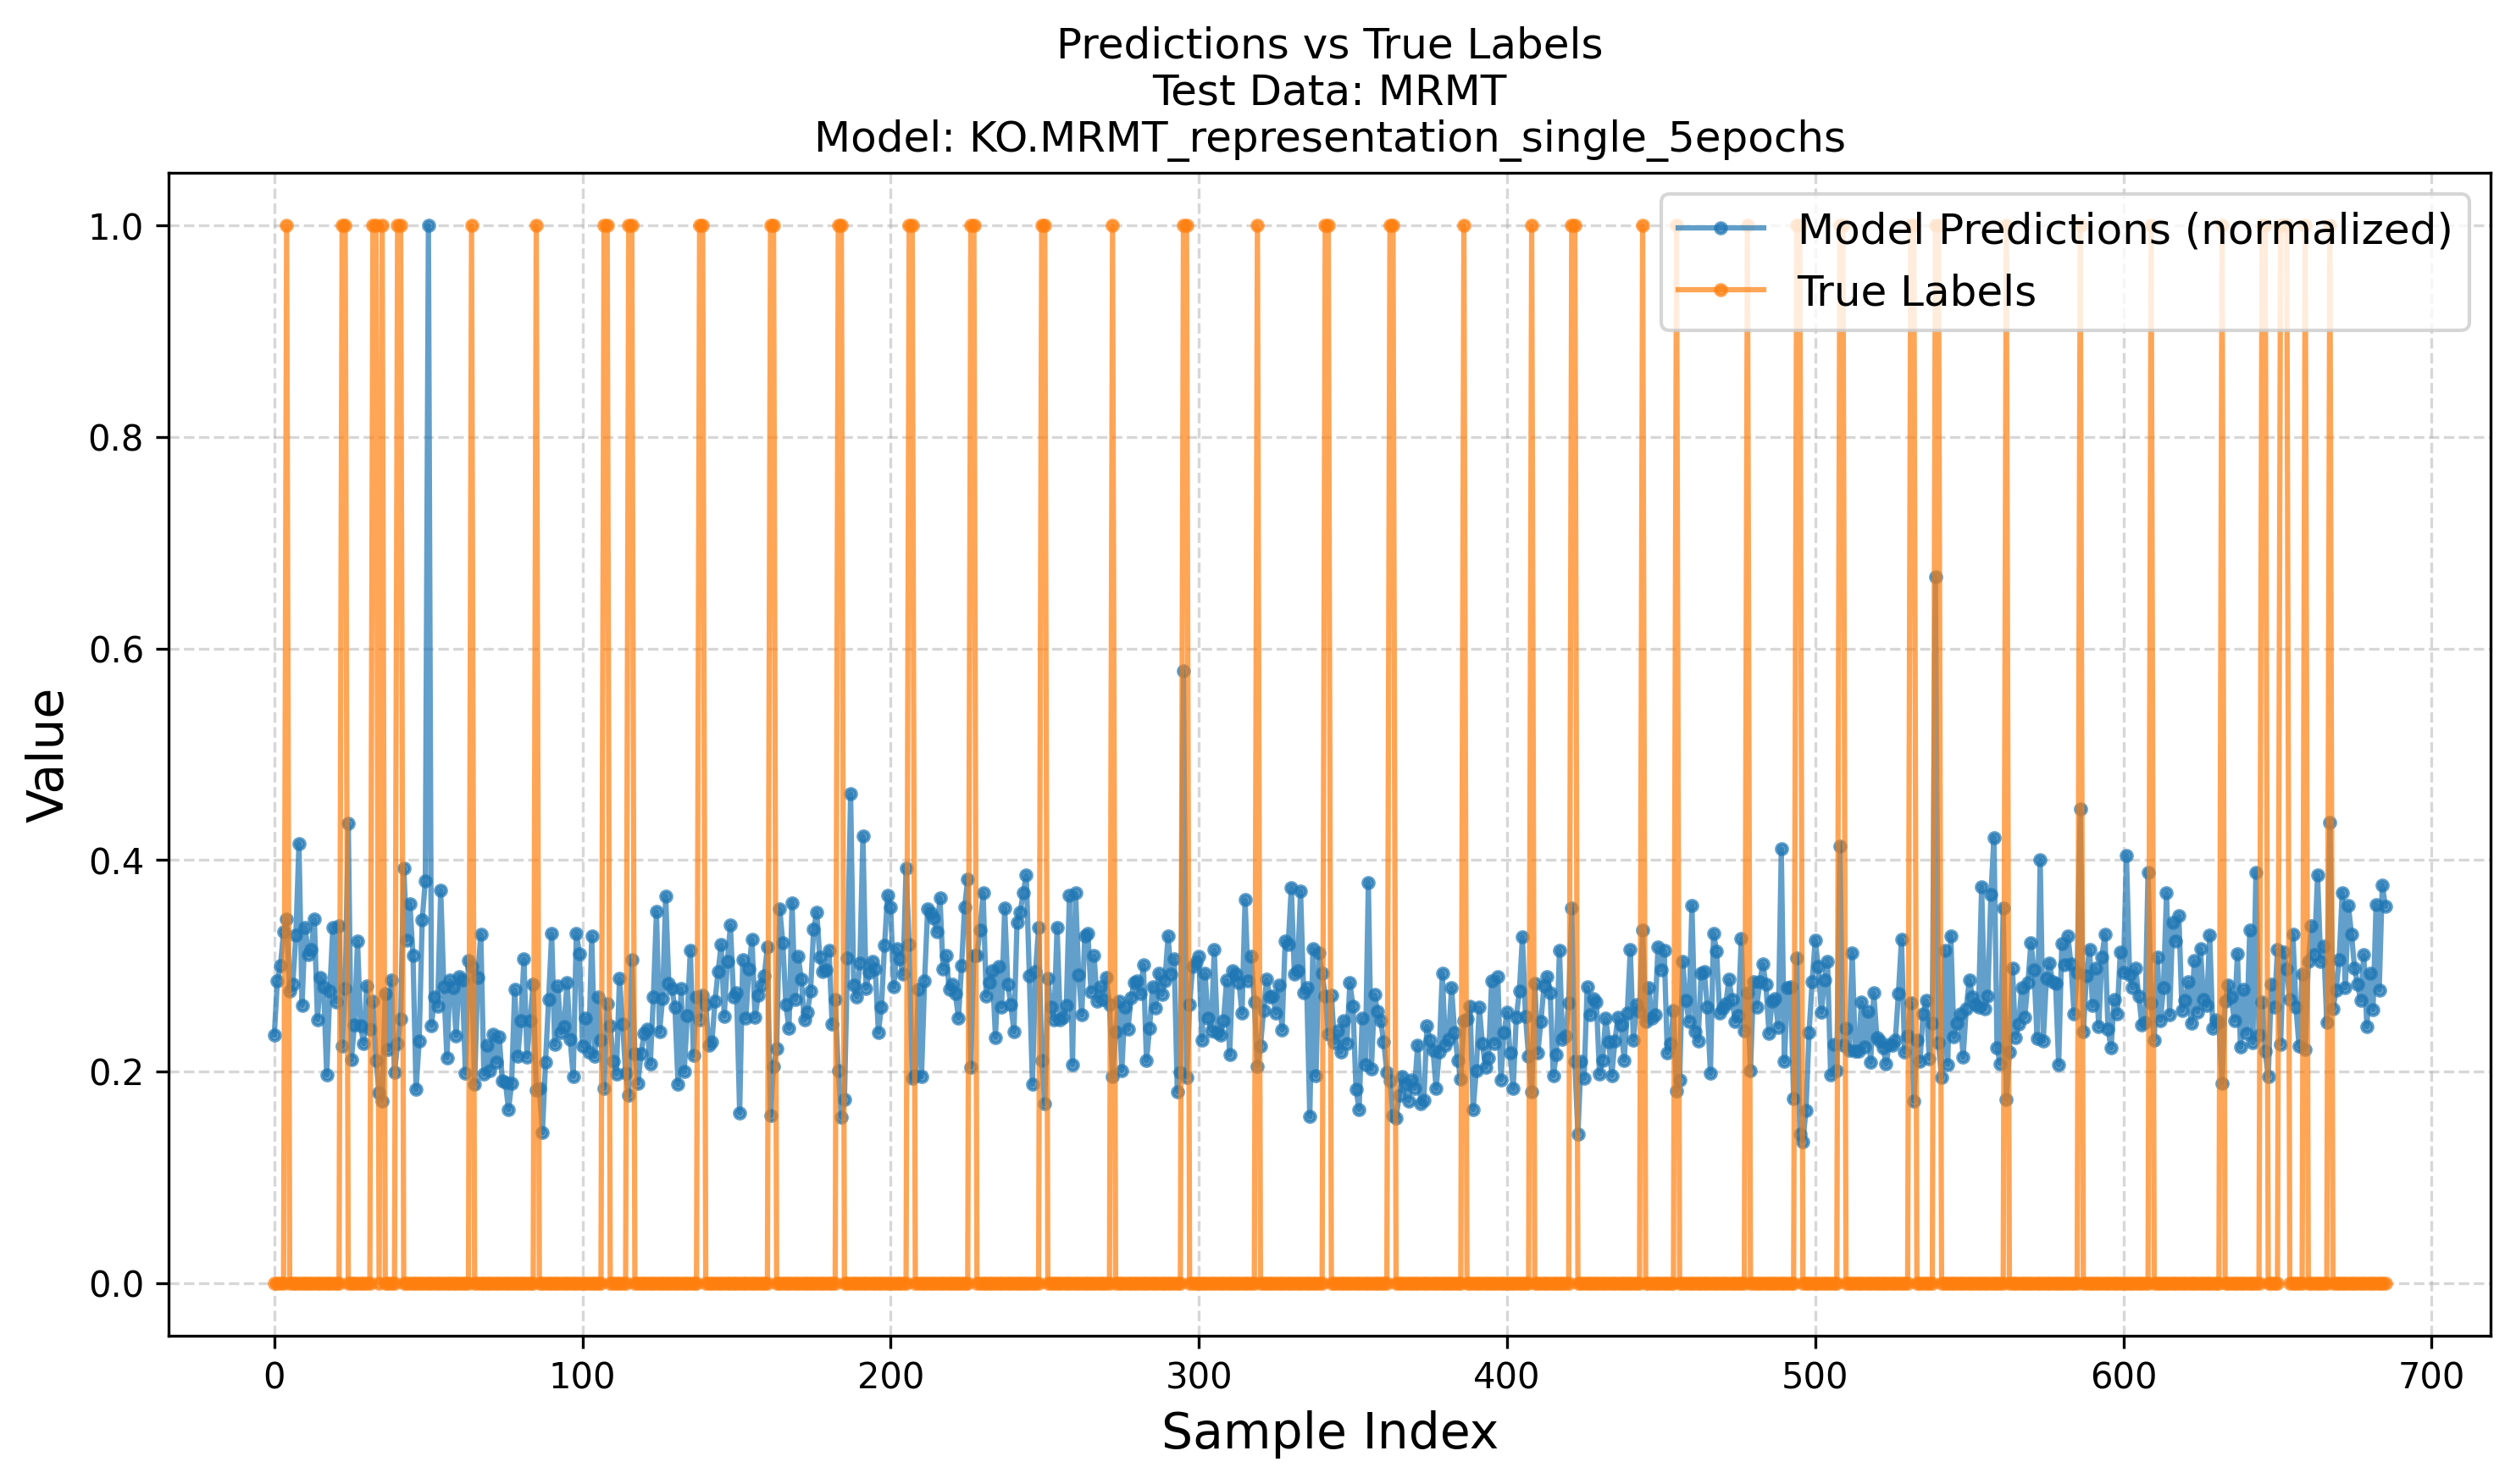 Predictions vs True Labels
Test Data: MRMT
Model: KO.MRMT_representation_single_5epochs
Model Predictions (normalized)
True Labels
Value
1.0
0.8
0.6
0.4
0.2
0.0
0 100 200 300 400 500 600 700
Sample Index